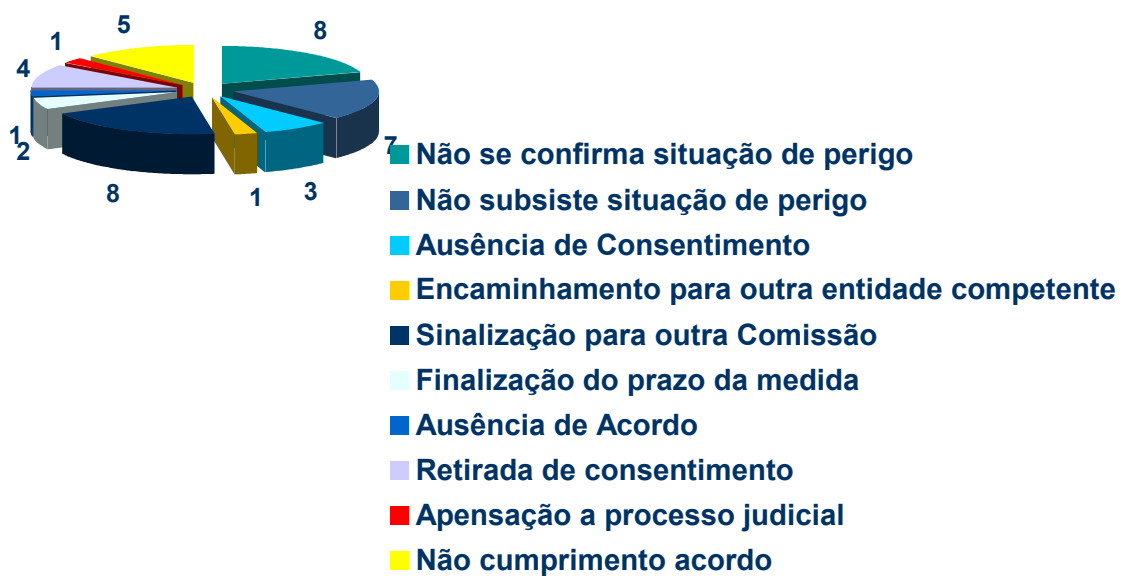 5
8
1
4
1
2
8
1
3
7
Não se confirma situação de perigo
Não subsiste situação de perigo
Ausência de Consentimento
Encaminhamento para outra entidade competente
Sinalização para outra Comissão
Finalização do prazo da medida
Ausência de Acordo
Retirada de consentimento
Apensação a processo judicial
Não cumprimento acordo